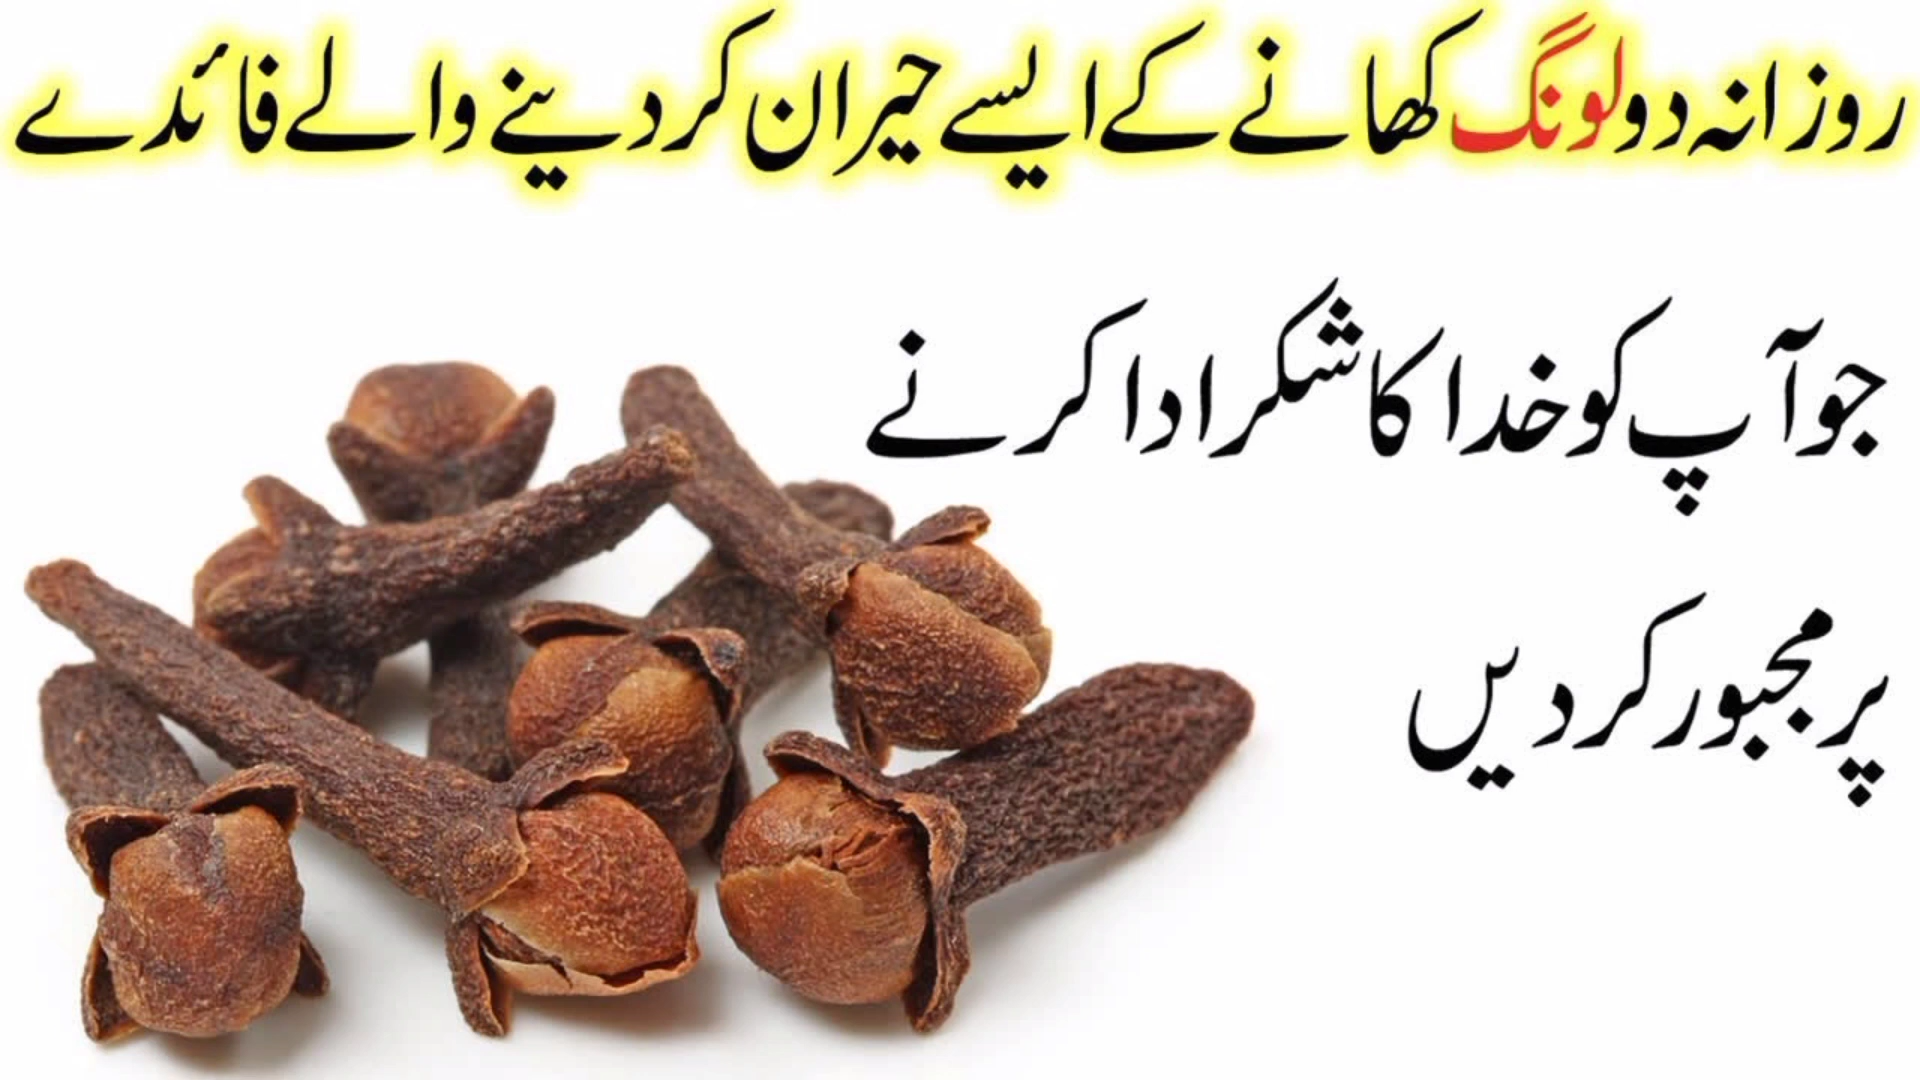 روزانہ دو لونگ کھانے کے ایسے حیران کر دینے والے فائدے
جو آپ کو خدا کا شکر ادا کرنے
پر مجبور کر دیں